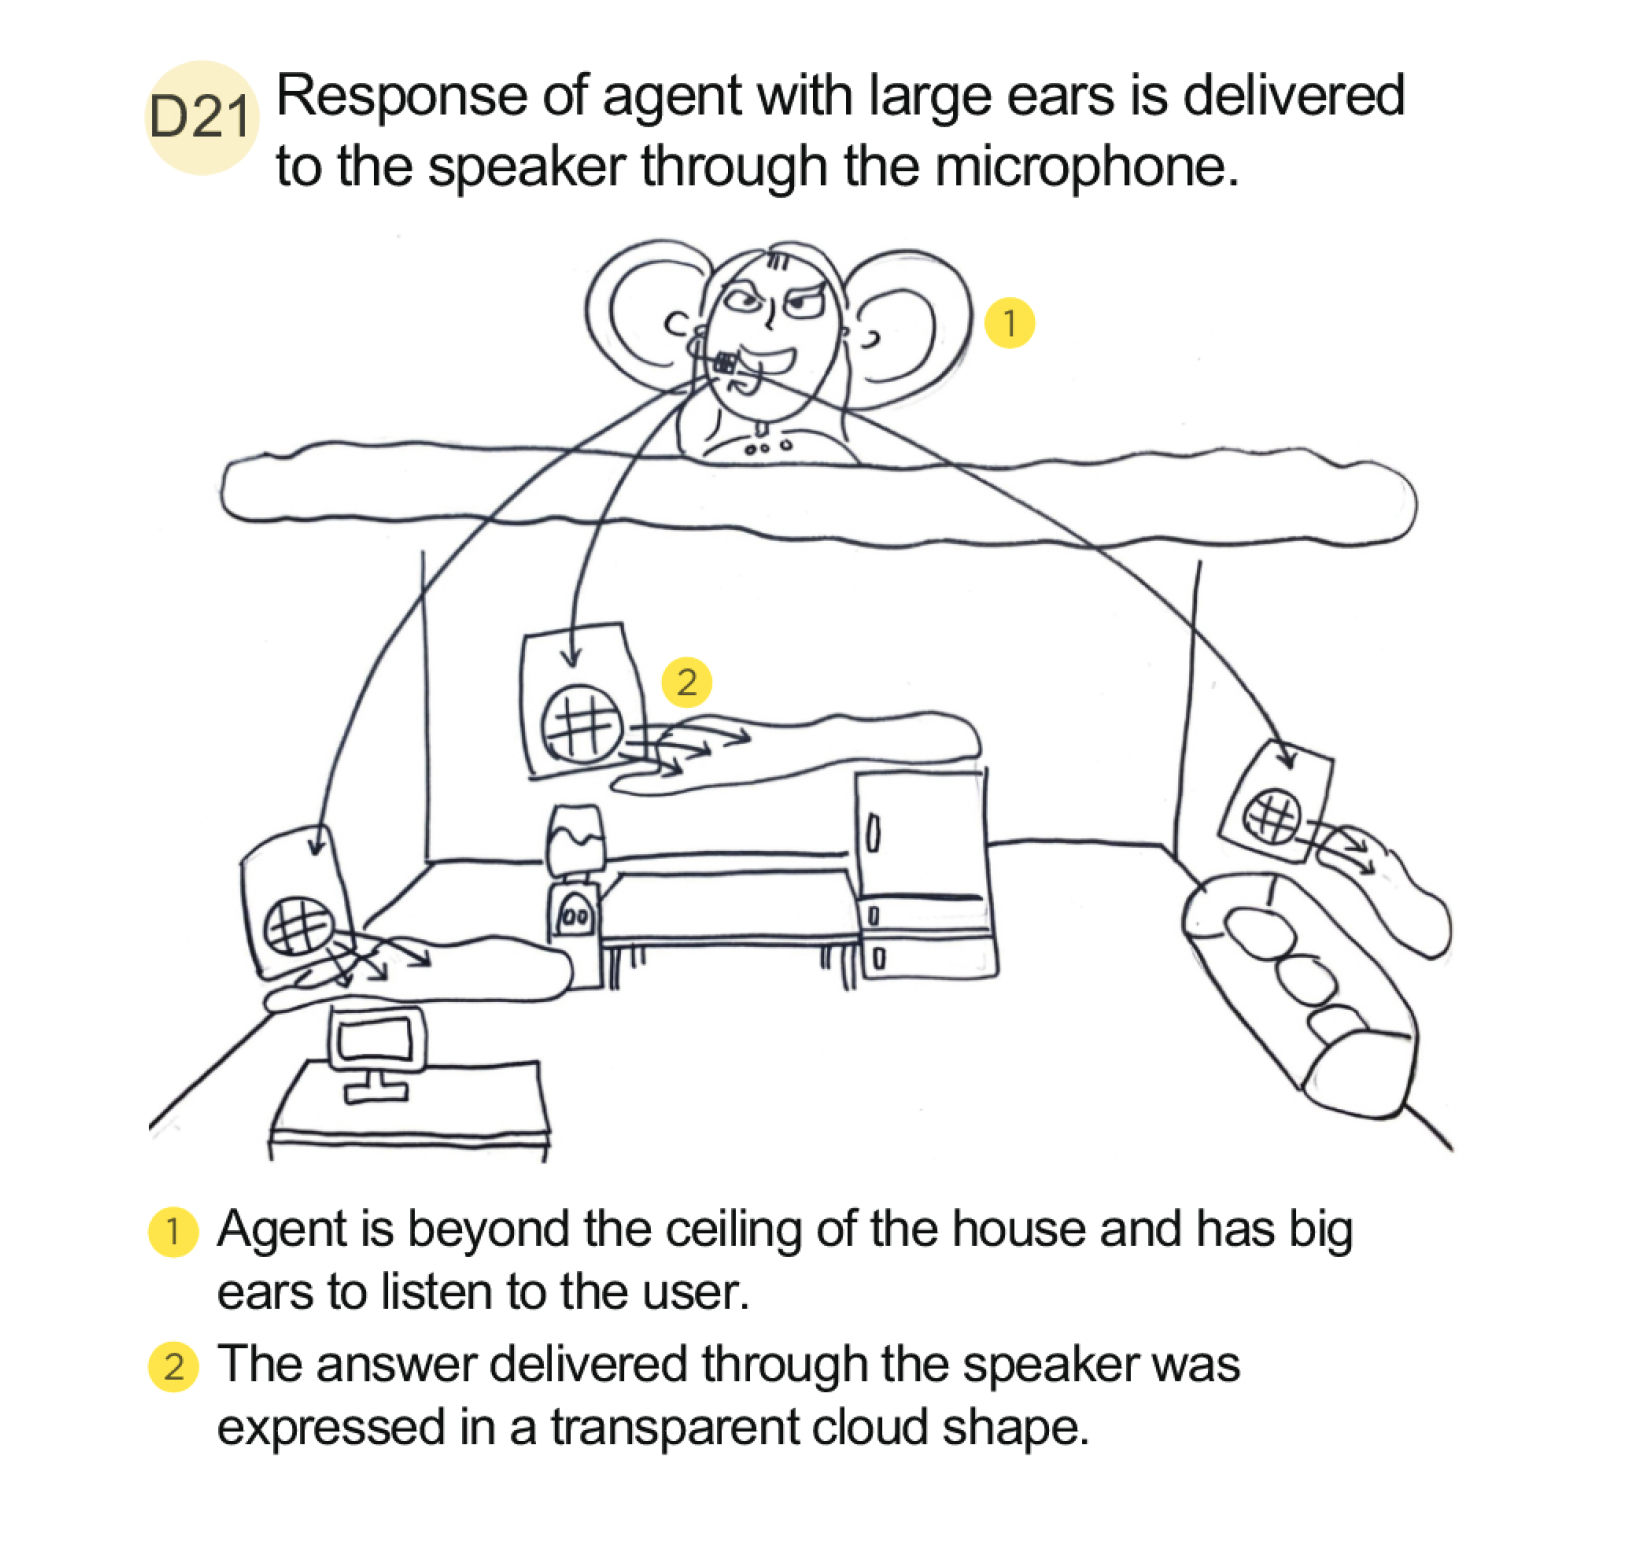 D21 Response of agent with large ears is delivered
to the speaker through the microphone.
1
2
1 Agent is beyond the ceiling of the house and has big
ears to listen to the user.
2 The answer delivered through the speaker was
expressed in a transparent cloud shape.